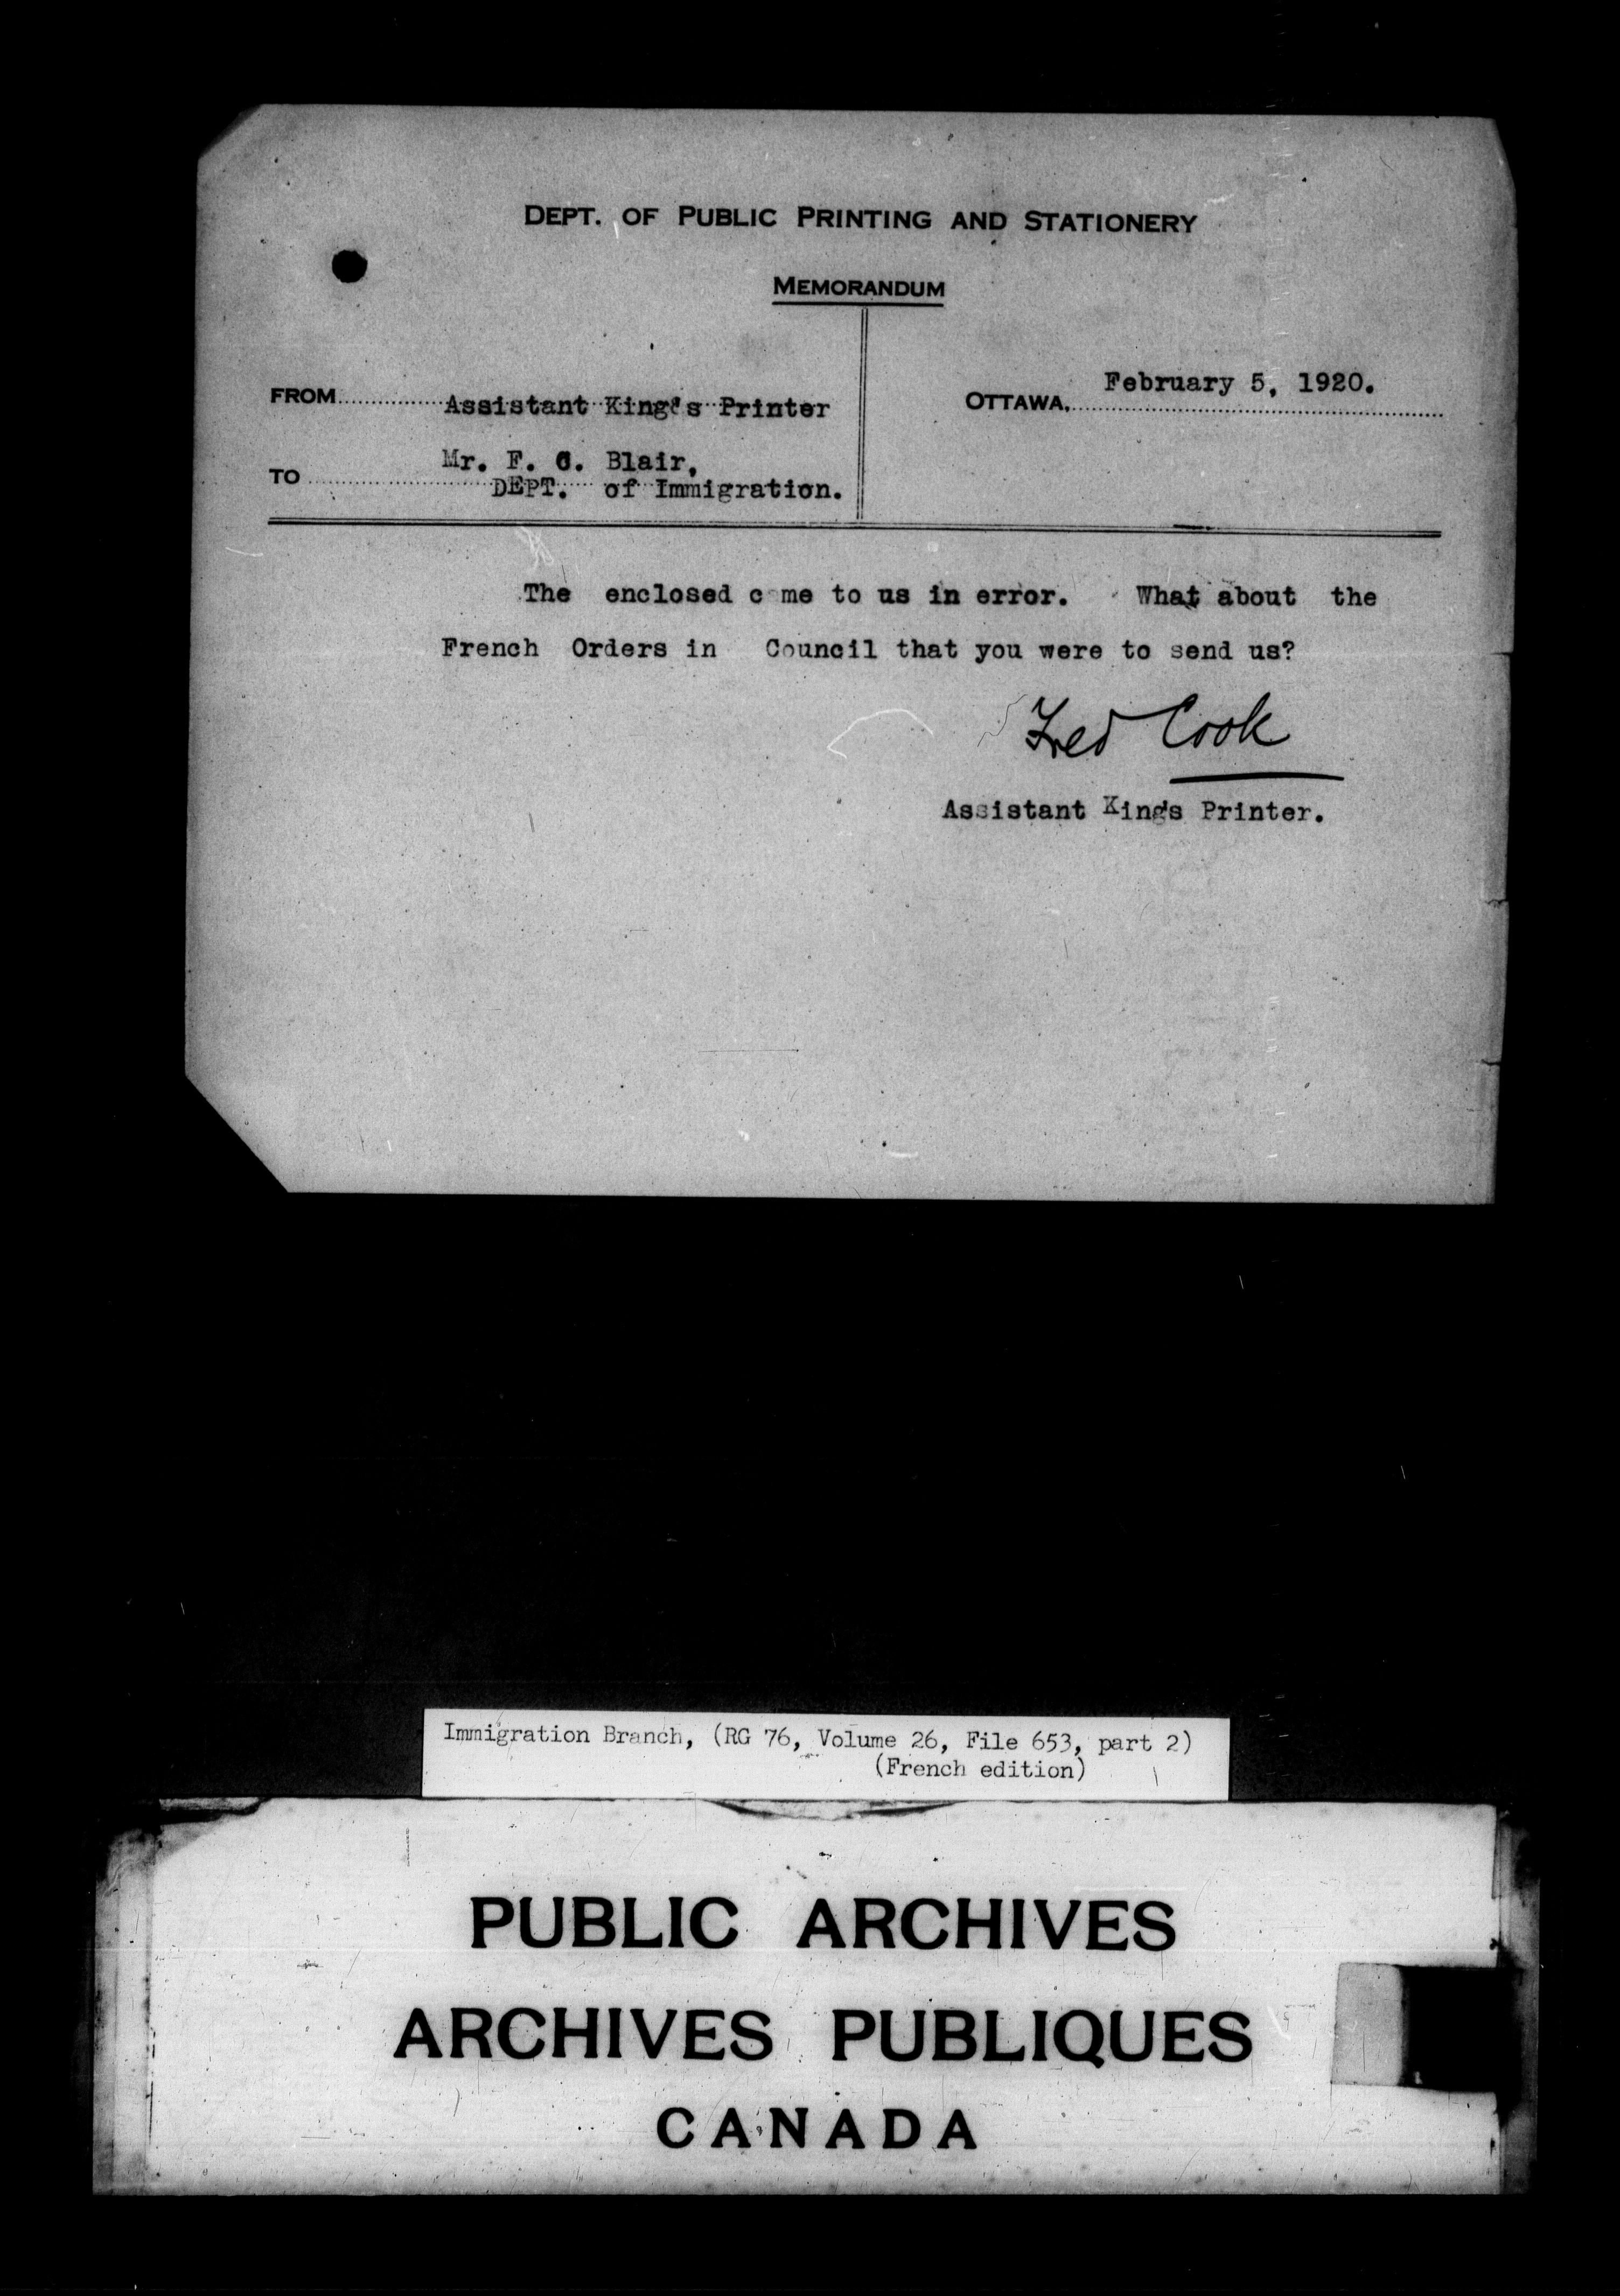 DEPT. OF PUBLIC PRINTING AND STATIONERY
MEMORANDUM
FROM Assistant King's Printer
OTTAWA, February 5, 1920.
TO Mr. F. C. Blair,
DEPT. of Immigration.
The enclosed c me to us in error. What about the
French Orders in Council that you were to send us?
Fred Cook
Assistant King's Printer.
Immigration Branch, (RG 76, Volume 26, File 653, part 2)
(French edition)
PUBLIC ARCHIVES
ARCHIVES PUBLIQUES
CANADA